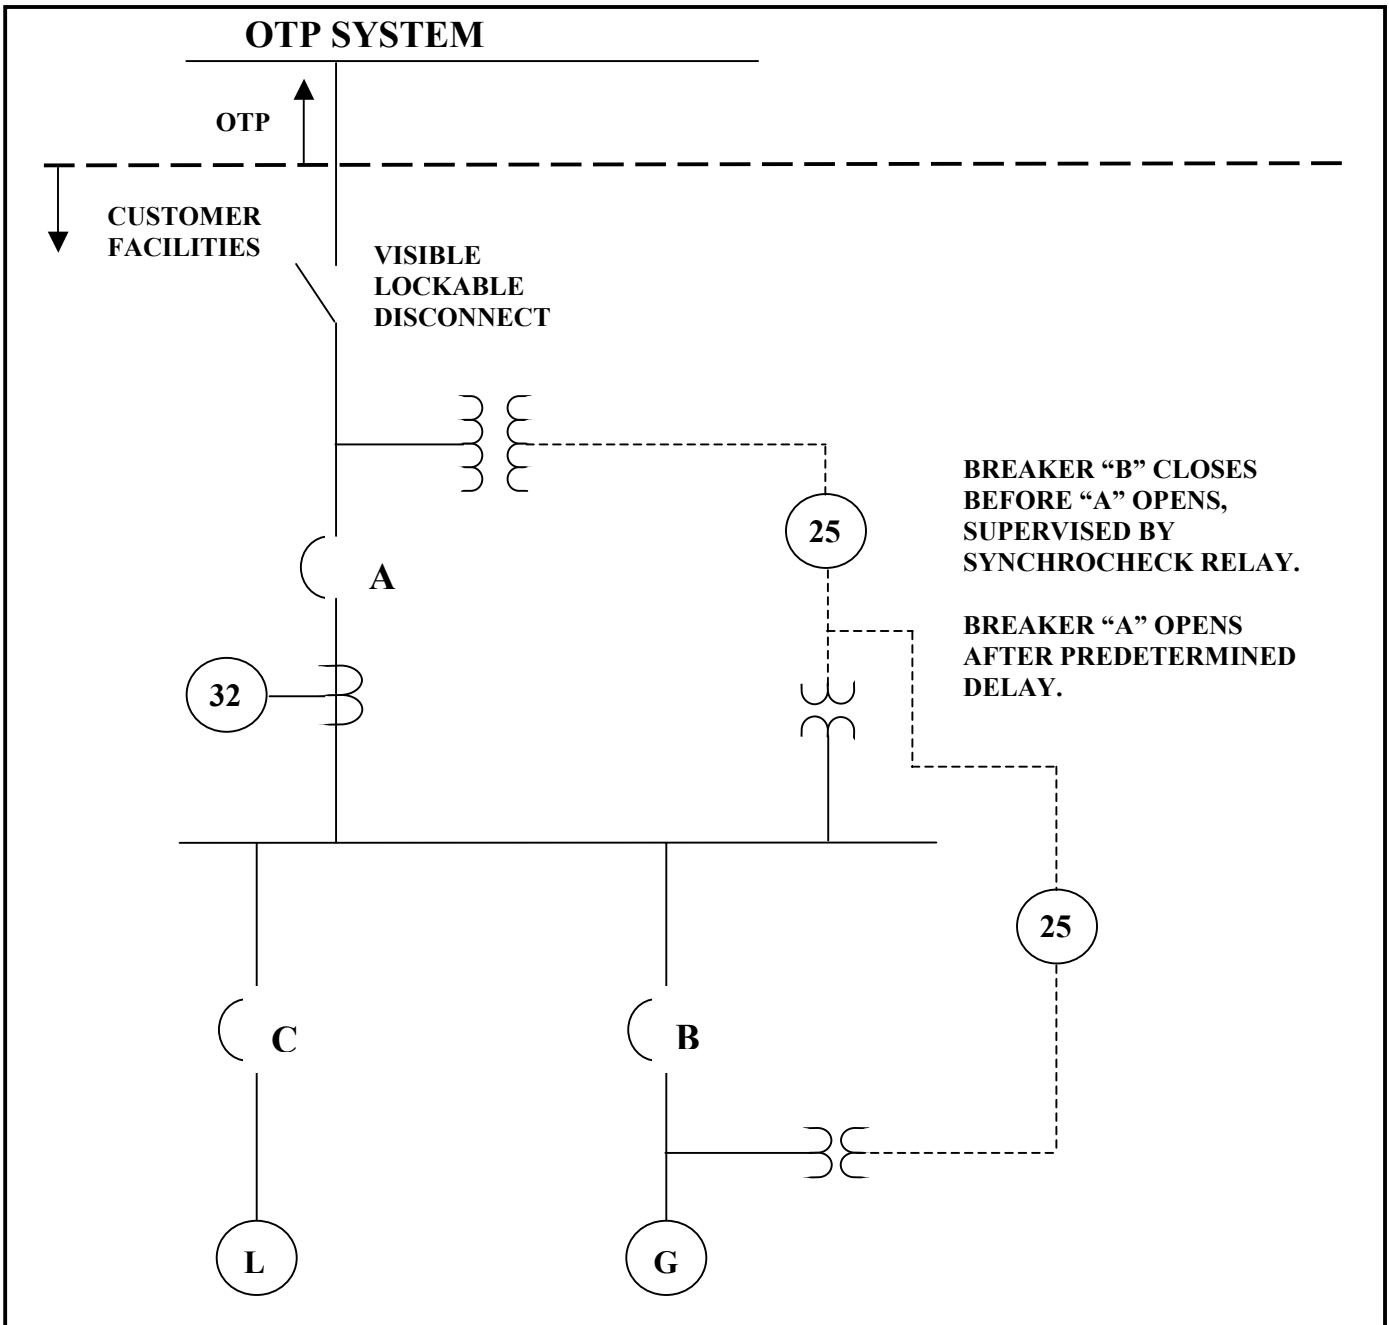 OTP SYSTEM
OTP
CUSTOMER
FACILITIES
VISIBLE
LOCKABLE
DISCONNECT
25
BREAKER “B” CLOSES
BEFORE “A” OPENS,
SUPERVISED BY
SYNCHROCHECK RELAY.
BREAKER “A” OPENS
AFTER PREDETERMINED
DELAY.
A
32
25
C
B
L
G